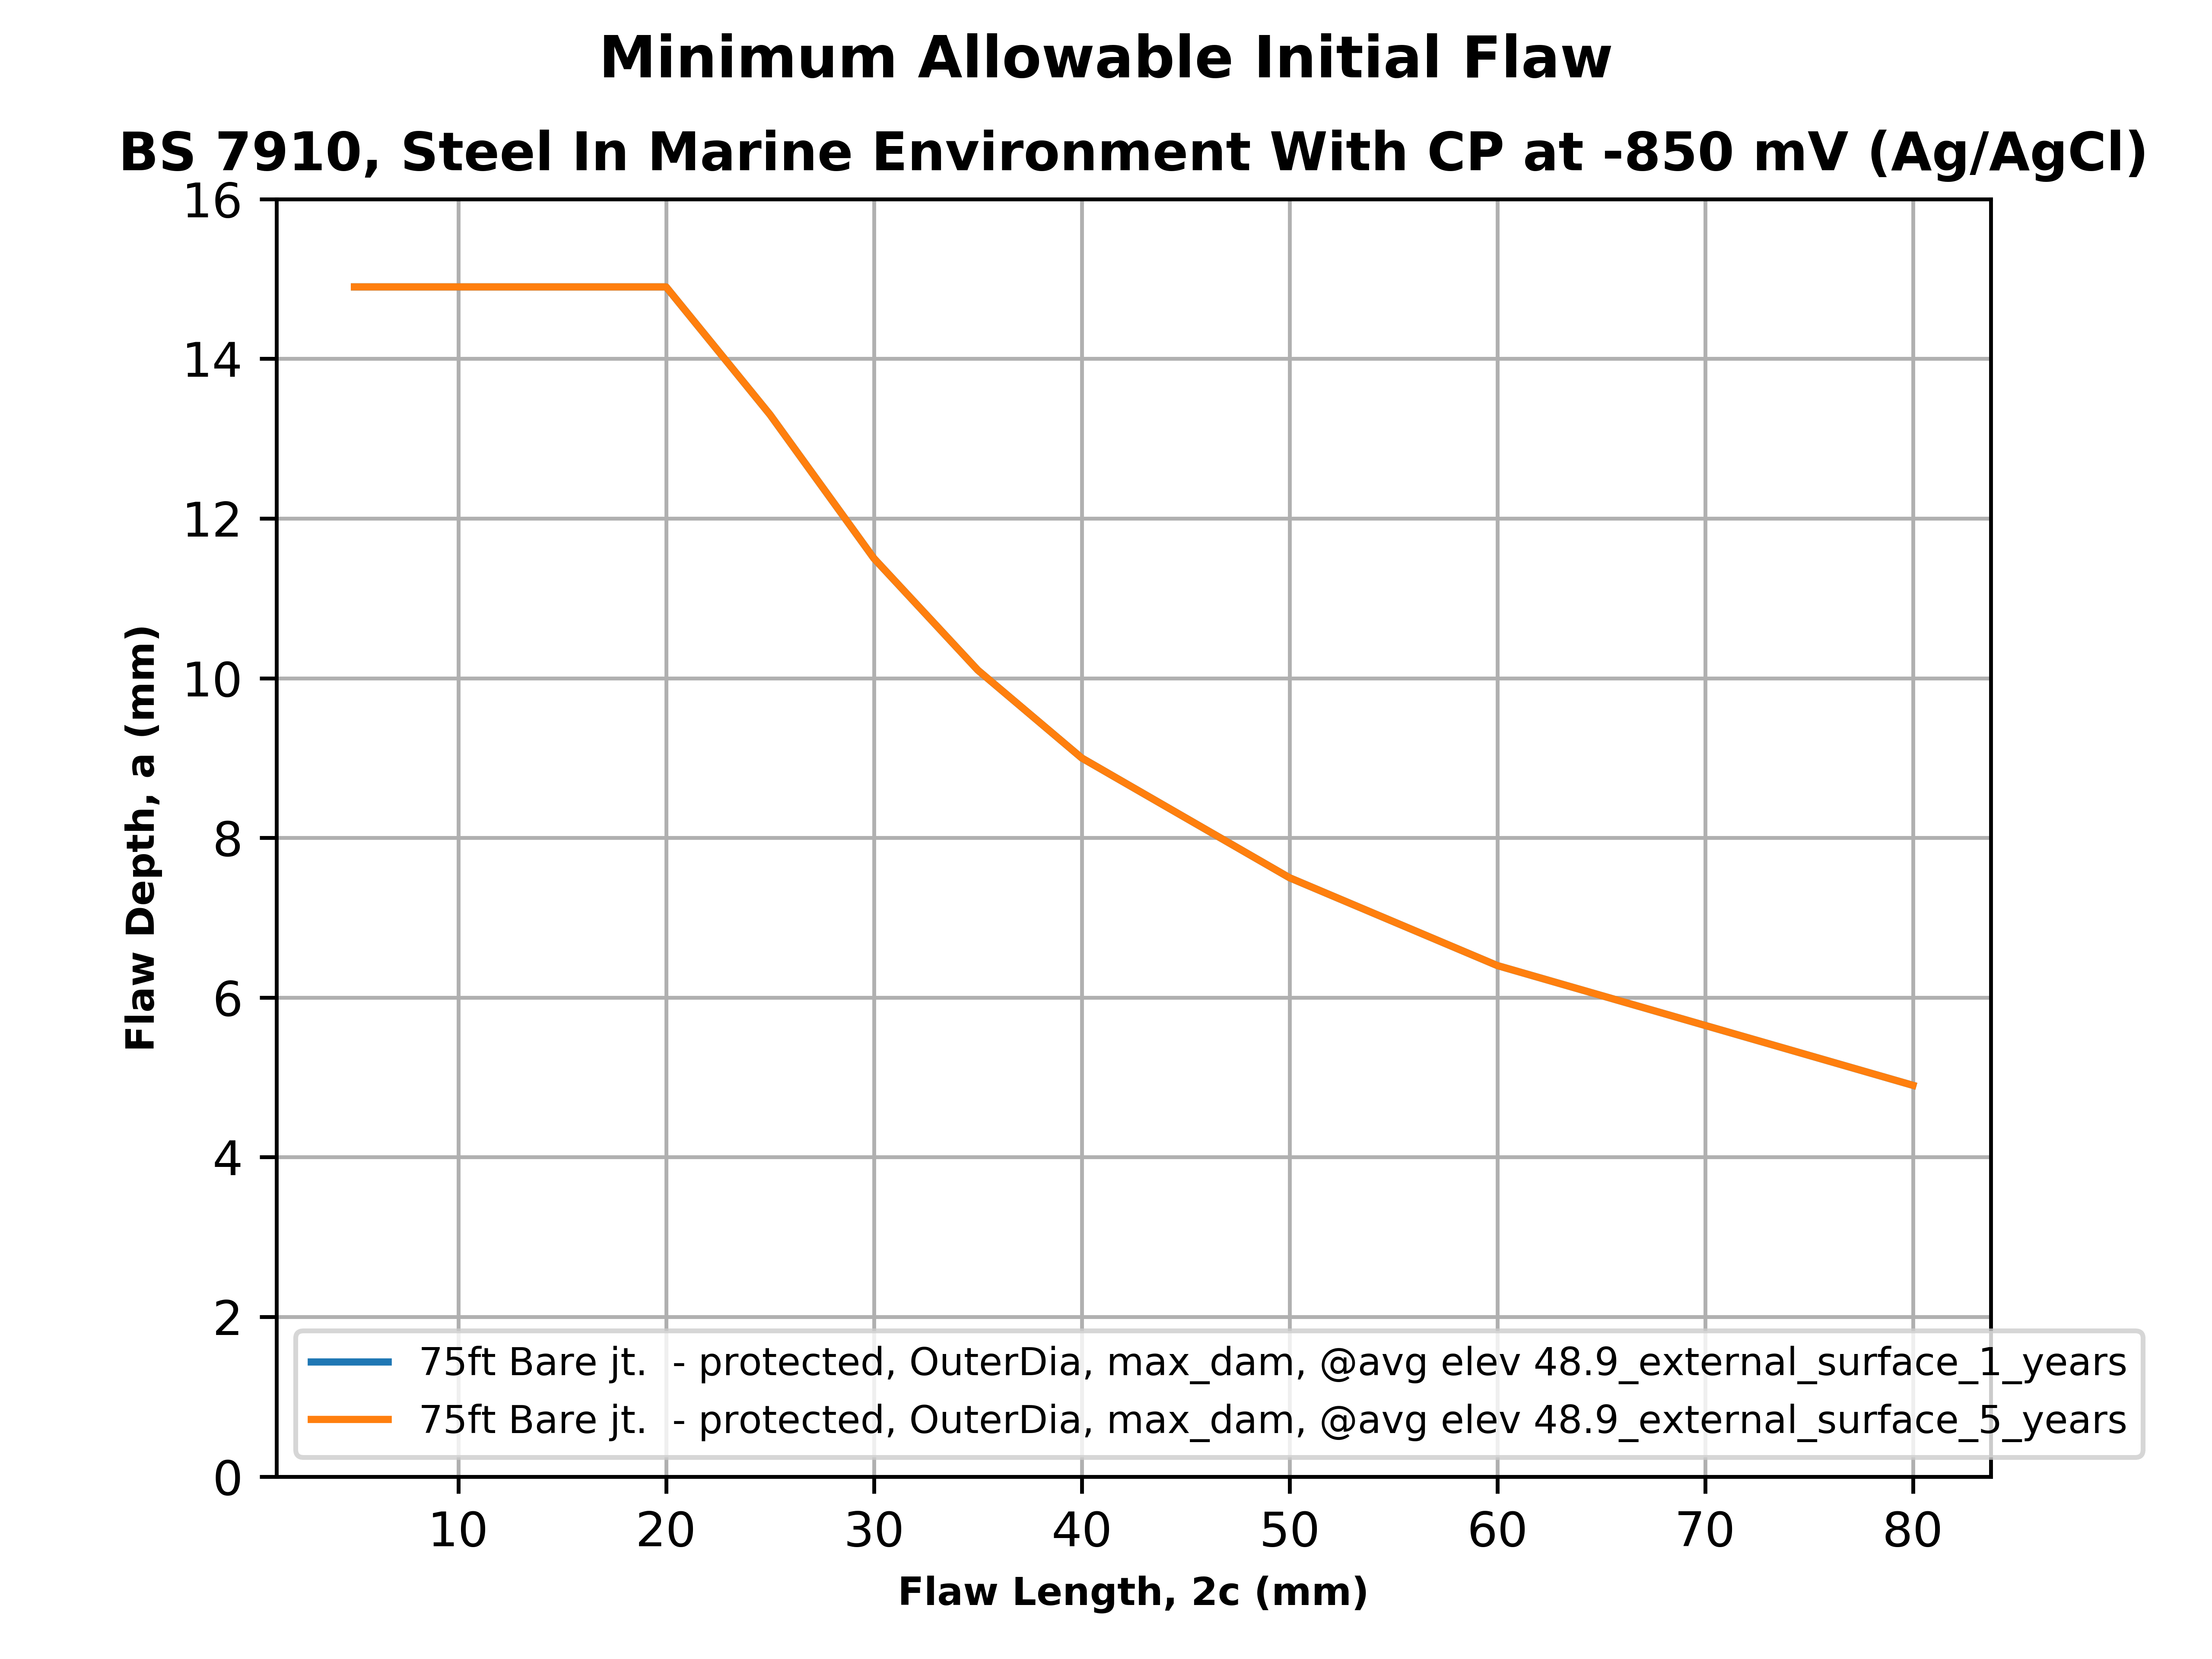 Minimum Allowable Initial Flaw
BS 7910, Steel In Marine Environment With CP at -850 mV (Ag/AgCl)
16
14
12
10
8
6
4
2
0
Flaw Depth, a (mm)
75ft Bare jt.  - protected, OuterDia, max_dam, @avg elev 48.9_external_surface_1_years
75ft Bare jt.  - protected, OuterDia, max_dam, @avg elev 48.9_external_surface_5_years
10 20 30 40 50 60 70 80
Flaw Length, 2c (mm)